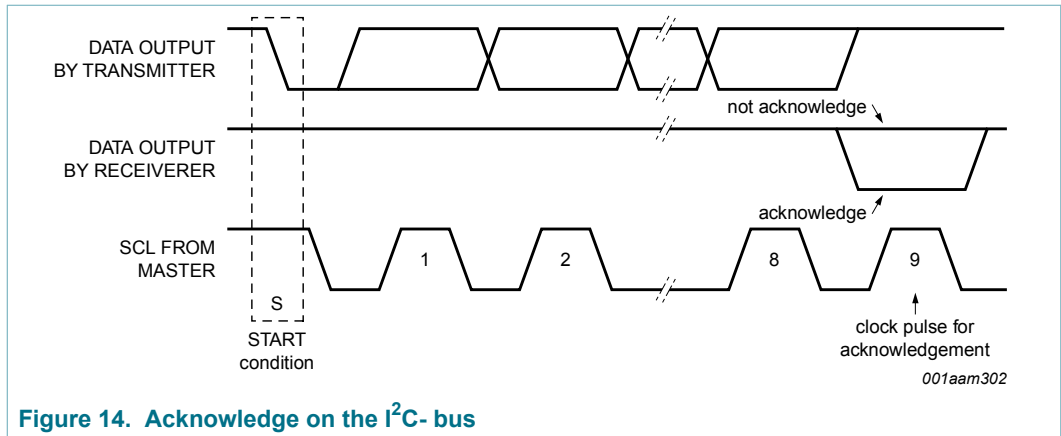 DATA OUTPUT
BY TRANSMITTER
not acknowledge
DATA OUTPUT
BY RECEIVERER
acknowledge
SCL FROM
MASTER
1
2
8
9
S
START
condition
clock pulse for
acknowledgement
001aam302
Figure 14. Acknowledge on the I²C- bus